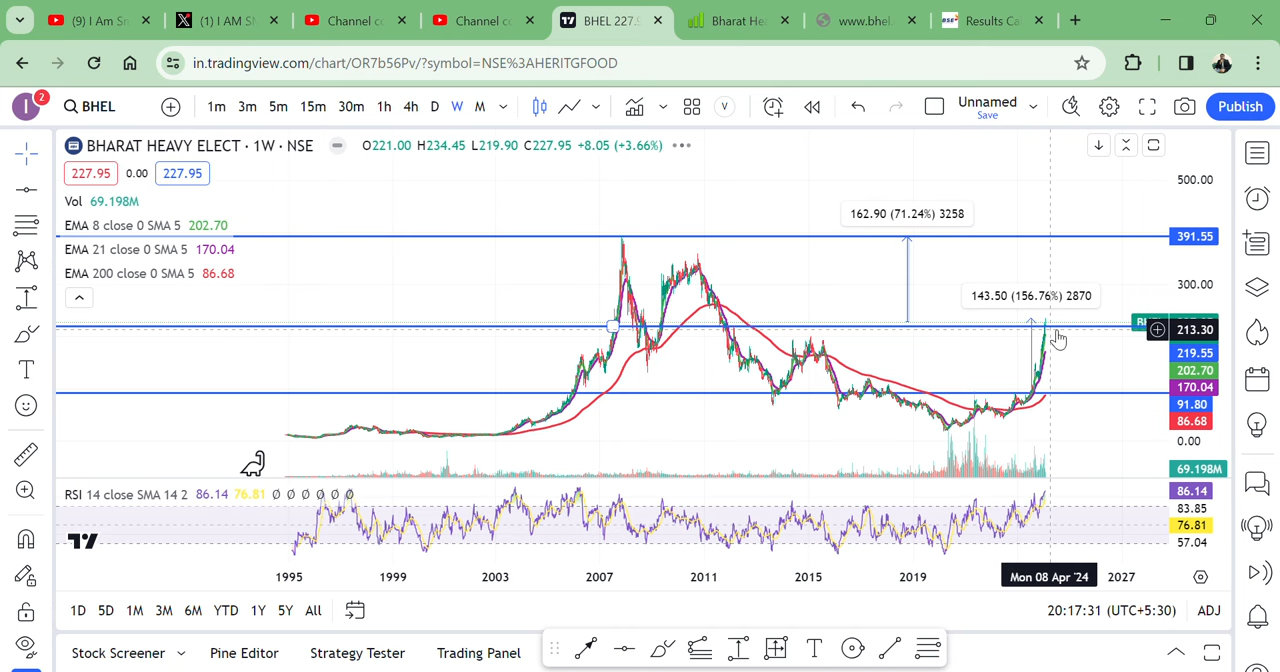 (9) I Am Sn
(1) I AM SN
Channel co
Channel co
BHEL 227.9
Bharat Hea
www.bhel.
Results Ca
in.tradingview.com/chart/OR7b56Pv/?symbol=NSE%3AHERITGFOOD
I 2 BHEL 1m 3m 5m 15m 30m 1h 4h D W M V Unnamed Save Publish
BHARAT HEAVY ELECT · 1W · NSE O221.00 H234.45 L219.90 C227.95 +8.05 (+3.66%)
227.95 0.00 227.95
Vol 69.198M
EMA 8 close 0 SMA 5 202.70
EMA 21 close 0 SMA 5 170.04
EMA 200 close 0 SMA 5 86.68
162.90 (71.24%) 3258
143.50 (156.76%) 2870
500.00
391.55
300.00
213.30
219.55
202.70
170.04
91.80
86.68
0.00
69.198M
RSI 14 close SMA 14 2 86.14 76.81 Ø Ø Ø Ø Ø Ø
86.14
83.85
76.81
57.04
1995 1999 2003 2007 2011 2015 2019 Mon 08 Apr '24 2027
1D 5D 1M 3M 6M YTD 1Y 5Y All 20:17:31 (UTC+5:30) ADJ
Stock Screener Pine Editor Strategy Tester Trading Panel